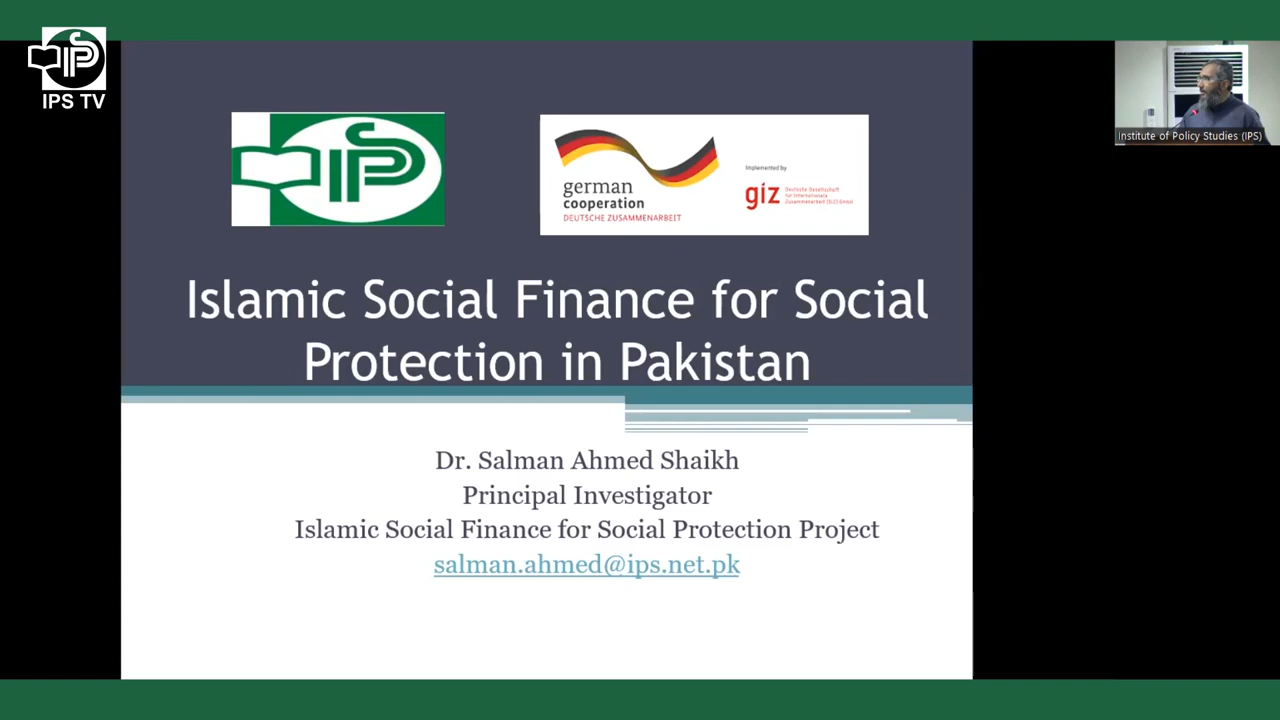 IPS TV
IPS
german
cooperation
DEUTSCHE ZUSAMMENARBEIT
Implemented by
giz
Deutsche Gesellschaft
für Internationale
Zusammenarbeit (GIZ) GmbH
Institute of Policy Studies (IPS)
Islamic Social Finance for Social
Protection in Pakistan
Dr. Salman Ahmed Shaikh
Principal Investigator
Islamic Social Finance for Social Protection Project
salman.ahmed@ips.net.pk